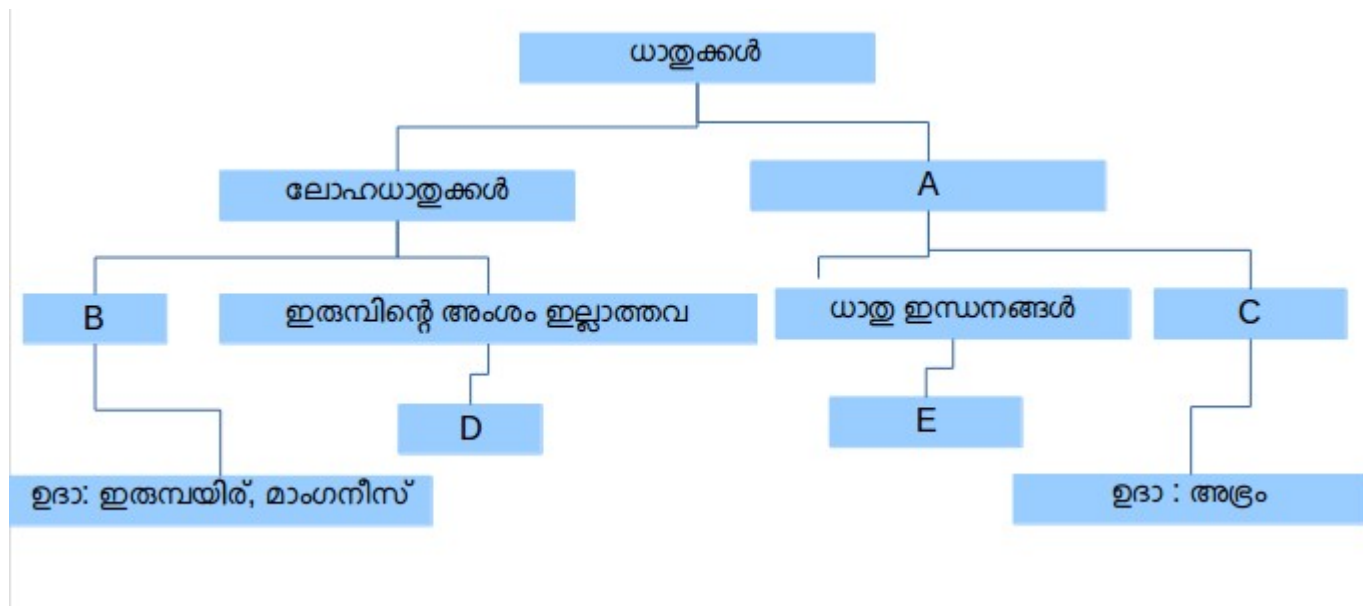 ധാതുക്കൾ
ലോഹധാതുക്കൾ
A
B
ഇരുമ്പിന്റെ അംശം ഇല്ലാത്തവ
ധാതു ഇന്ധനങ്ങൾ
C
D
E
ഉദാ: ഇരുമ്പയിര്, മാംഗനീസ്
ഉദാ : അഭ്രം